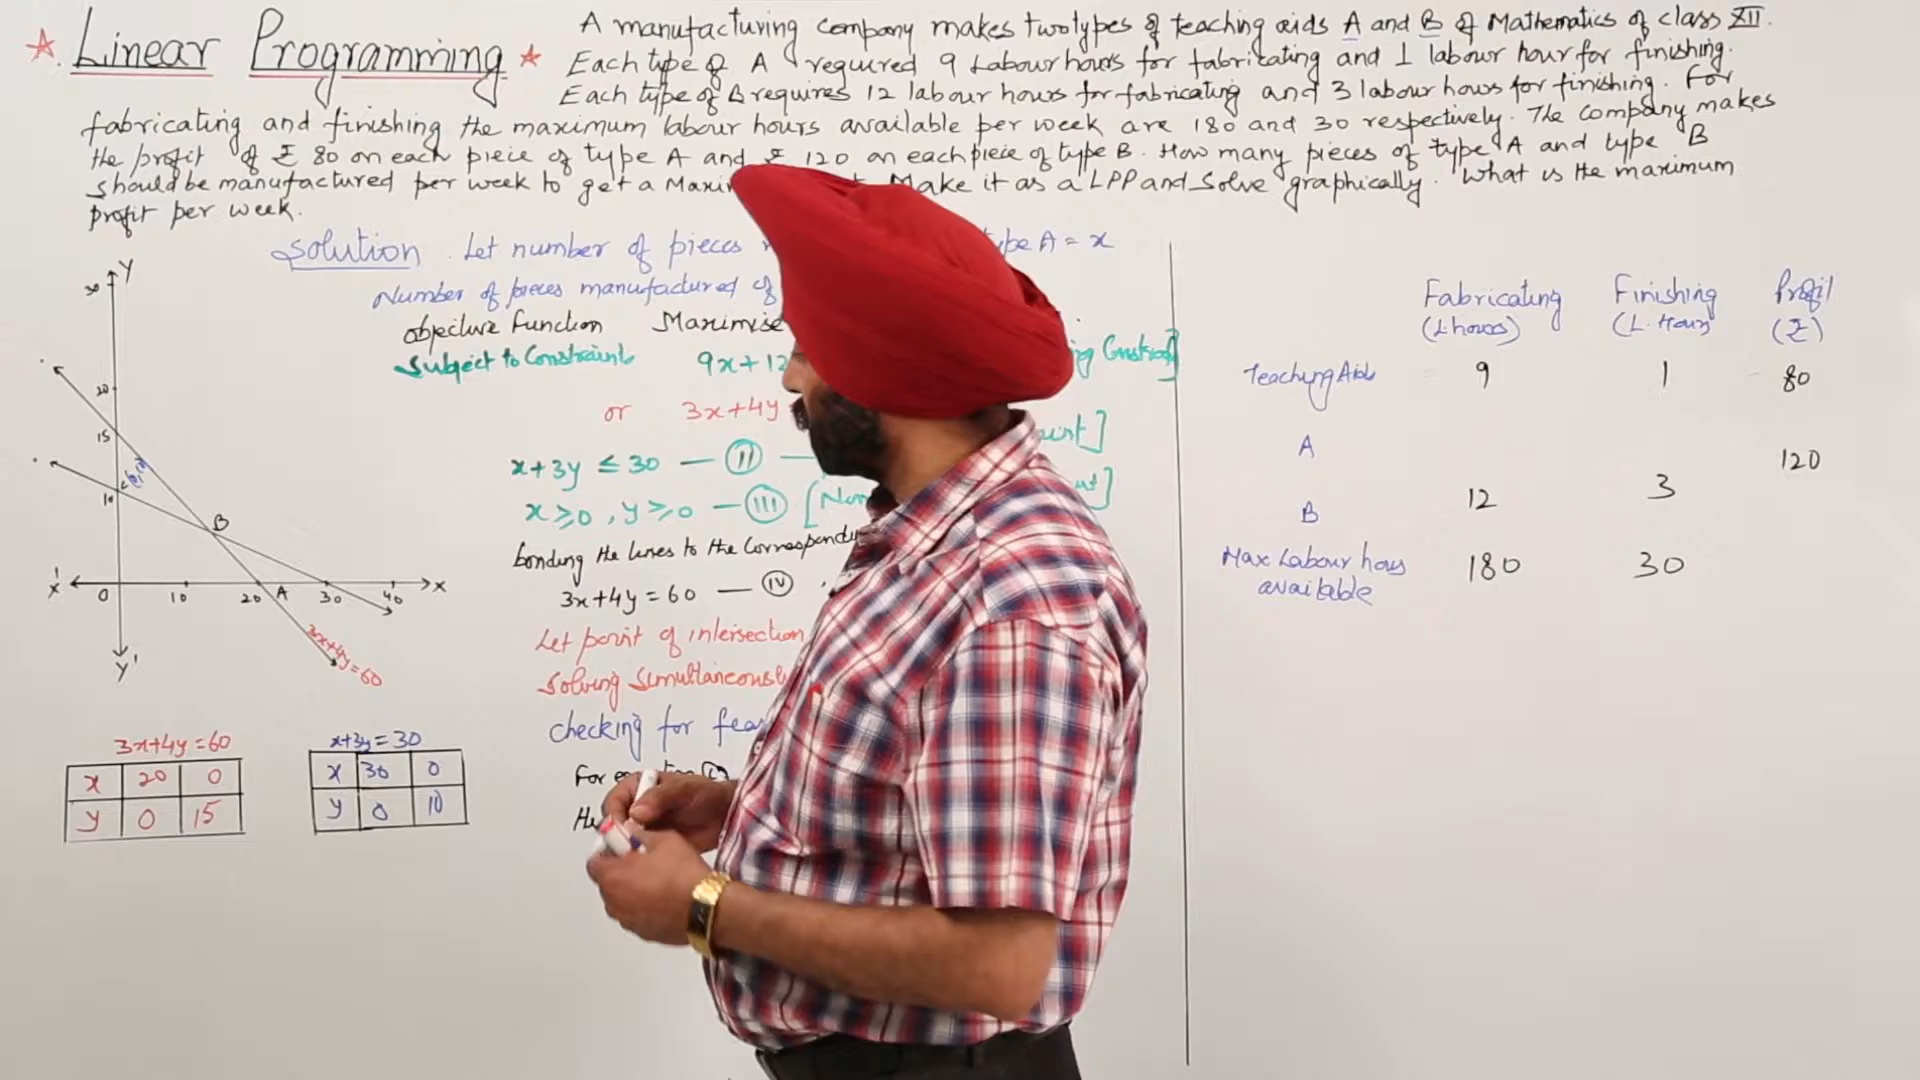 Linear Programming
A manufacturing company makes two types of teaching aids A and B of Mathematics of class XII.
Each type of A required 9 Labour hours for fabricating and 1 labour hour for finishing.
Each type of B requires 12 labour hours for fabricating and 3 labour hours for finishing. For
fabricating and finishing the maximum labour hours available per week are 180 and 30 respectively. The Company makes
the profit of ₹ 80 on each piece of type A and ₹ 120 on each piece of type B. How many pieces of type A and type B
should be manufactured per week to get a Make it as a LPP and Solve graphically. What is the maximum
profit per week.
Solution. Let number of pieces type A = x
Number of pieces manufactured of
objective Function Maximise
Subject to Constraint 9x+12
or 3x+4y
x+3y ≤ 30 — (II) —
x ≥ 0, y ≥ 0 — (III) [Non
the lines to the Corresponding
3x+4y = 60 — (IV)
Let point of intersection
Solving Simultaneously
checking for
For
Y
30
20
15
10
C(0,10)
B
X' 0 10 20 A 30 40 X
3x+4y=60
Y'
3x+4y=60
x 20 0
y 0 15
x+3y=30
x 30 0
y 0 10
Fabricating Finishing Profit
(L.hours) (L.Hours) (₹)
Teaching Aids 9 1 80
A
120
B 12 3
Max Labour hours 180 30
available